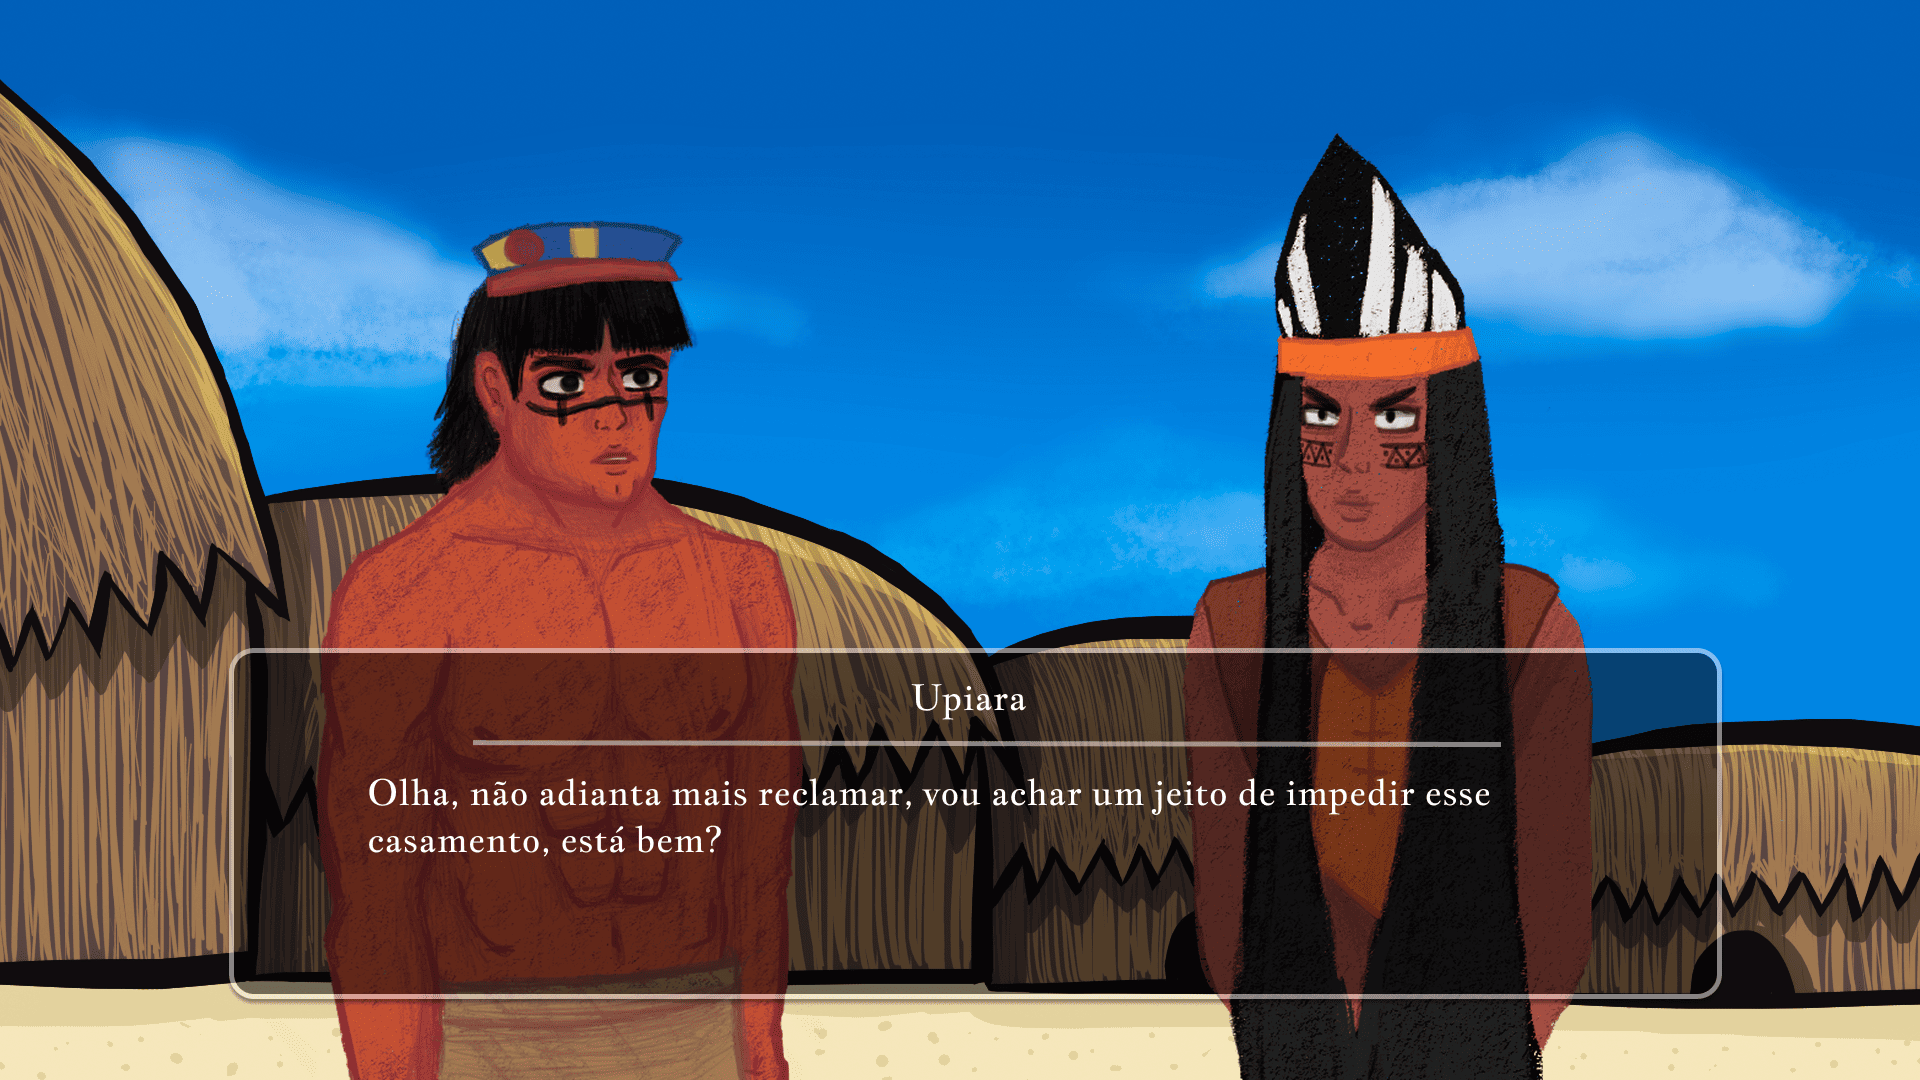 Upiara
Olha, não adianta mais reclamar, vou achar um jeito de impedir esse
casamento, está bem?